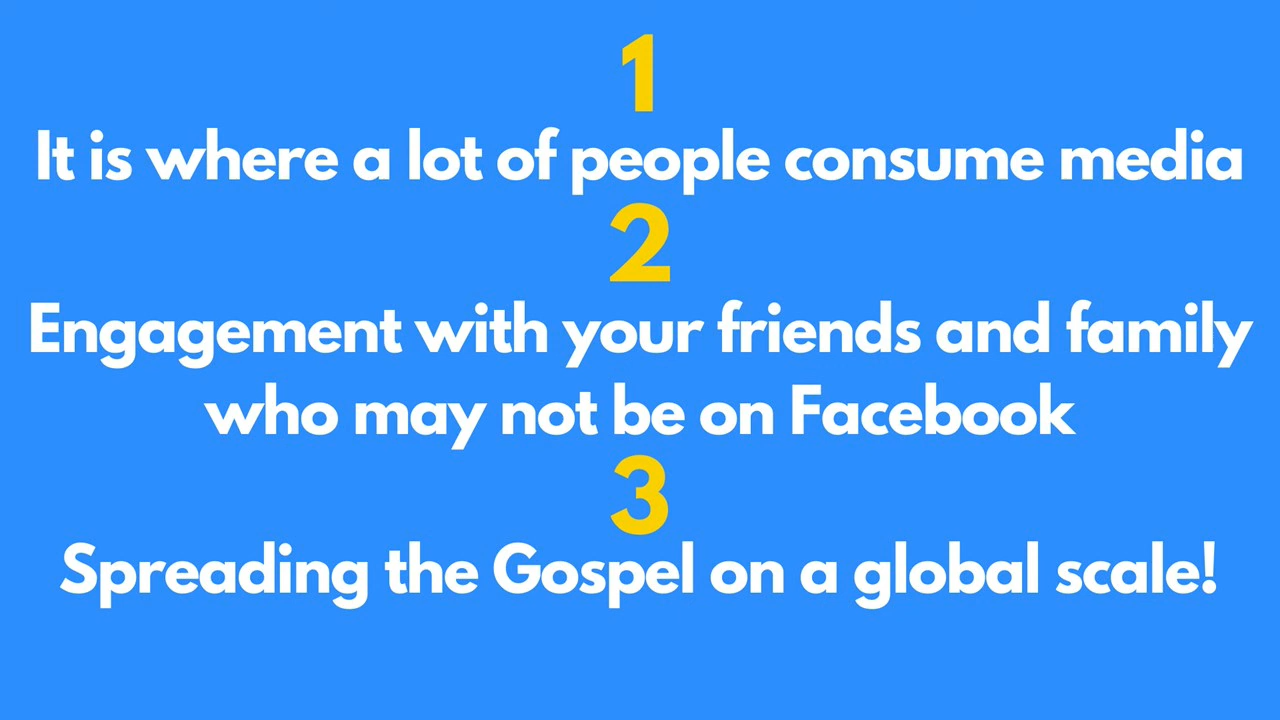 1
It is where a lot of people consume media
2
Engagement with your friends and family
who may not be on Facebook
3
Spreading the Gospel on a global scale!